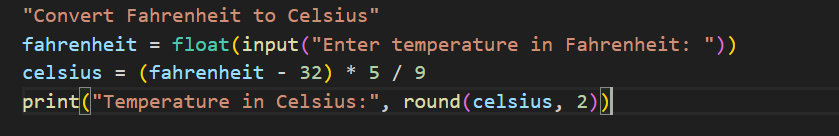 "Convert Fahrenheit to Celsius"
fahrenheit = float(input("Enter temperature in Fahrenheit: "))
celsius = (fahrenheit - 32) * 5 / 9
print("Temperature in Celsius:", round(celsius, 2))